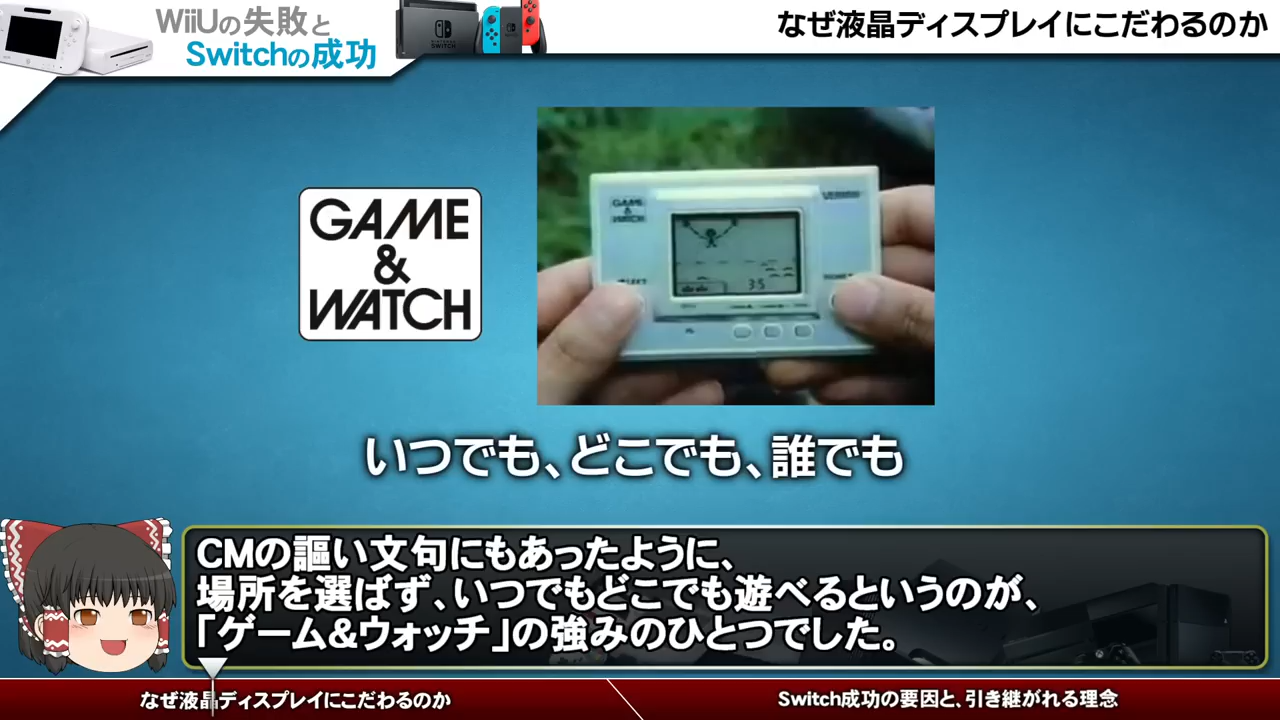 WiiUの失敗と
Switchの成功
なぜ液晶ディスプレイにこだわるのか
GAME
&
WATCH
GAME
&
WATCH
35
いつでも、どこでも、誰でも
CMの謳い文句にもあったように、
場所を選ばず、いつでもどこでも遊べるというのが、
「ゲーム&ウォッチ」の強みのひとつでした。
なぜ液晶ディスプレイにこだわるのか
Switch成功の要因と、引き継がれる理念